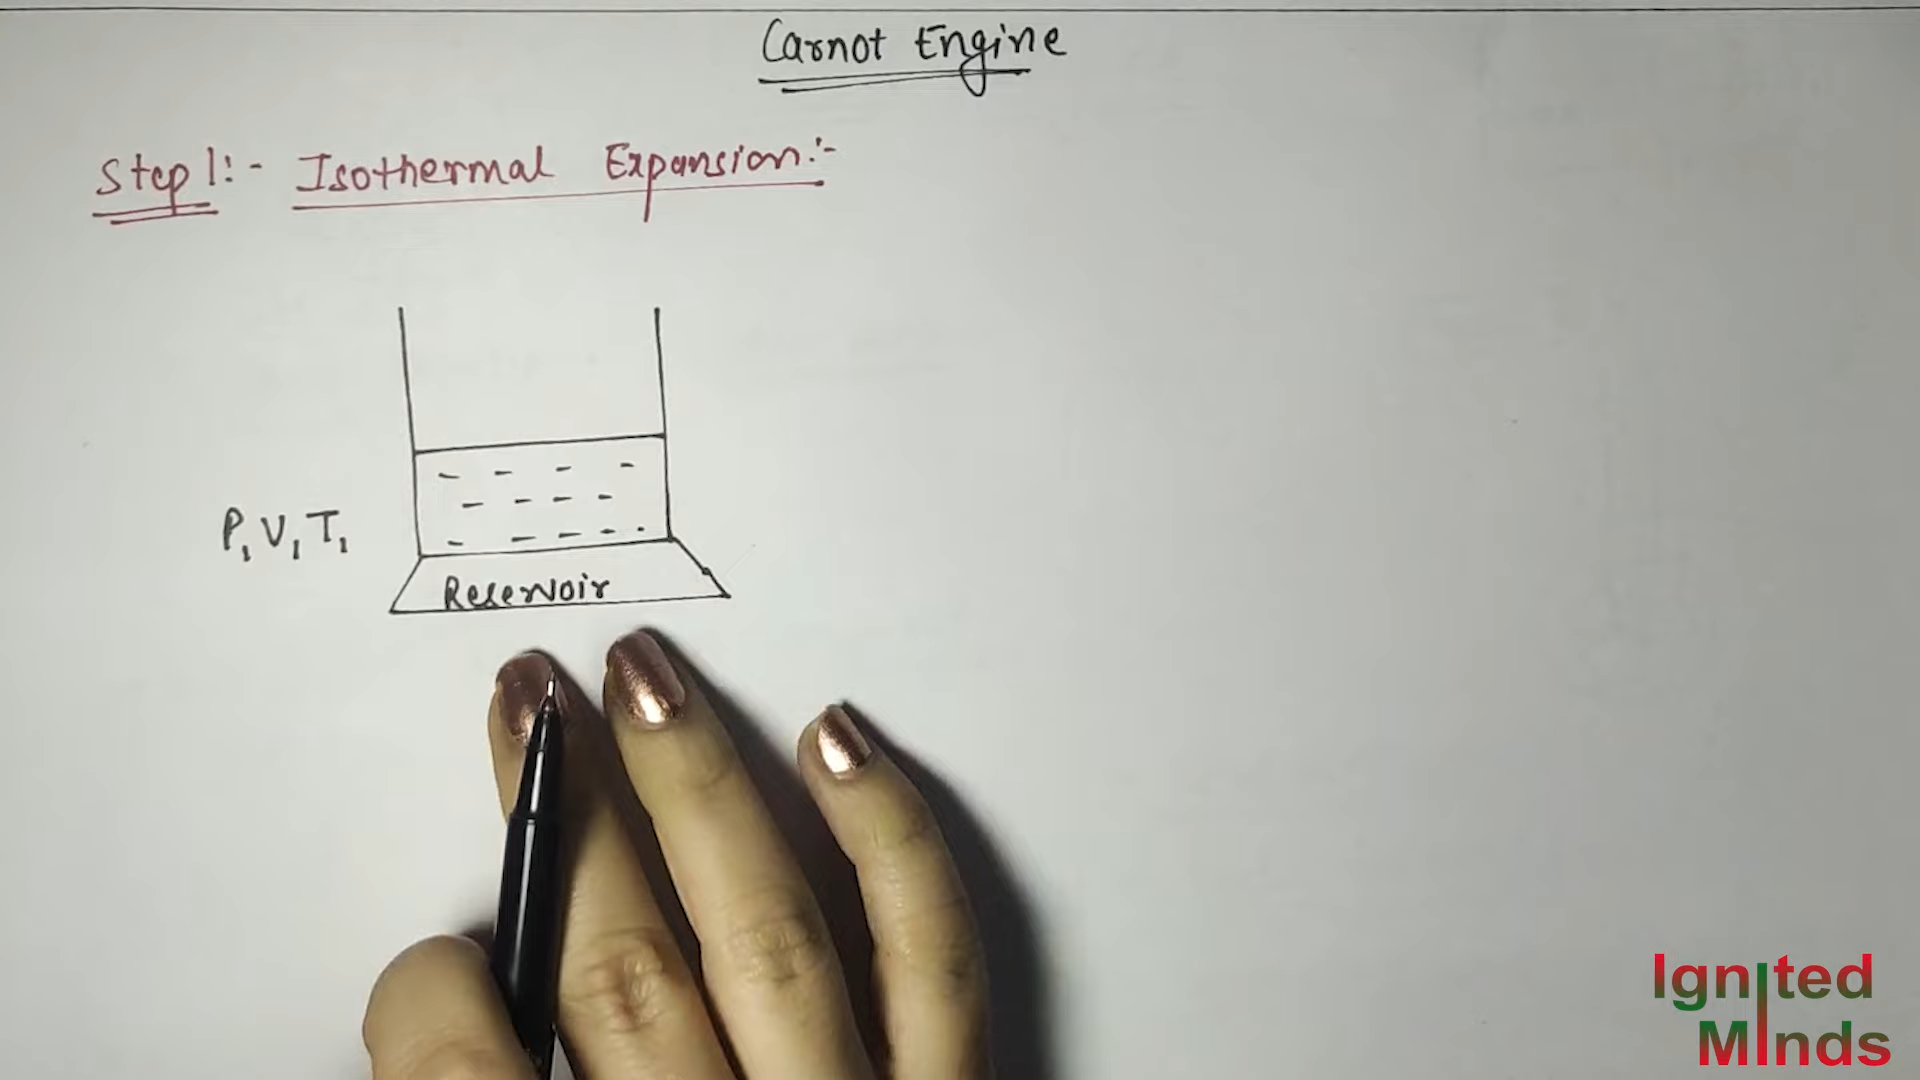 Carnot Engine
Step 1:- Isothermal Expansion:-
P₁ V₁ T₁
Reservoir
Ignited
Minds